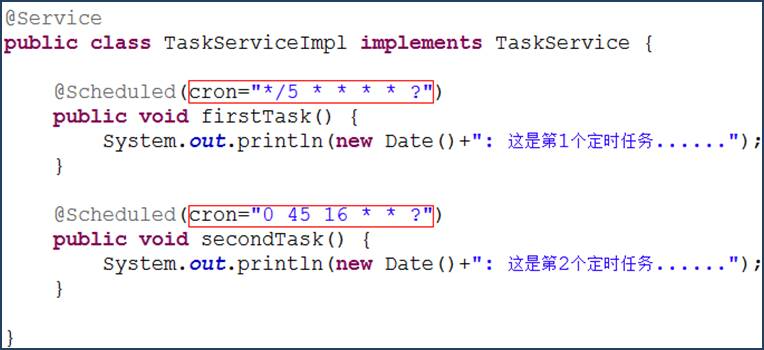 @Service
public class TaskServiceImpl implements TaskService {
@Scheduled(cron="*/5 * * * * ?")
public void firstTask() {
System.out.println(new Date()+": 这是第1个定时任务......");
}
@Scheduled(cron="0 45 16 * * ?")
public void secondTask() {
System.out.println(new Date()+": 这是第2个定时任务......");
}
}